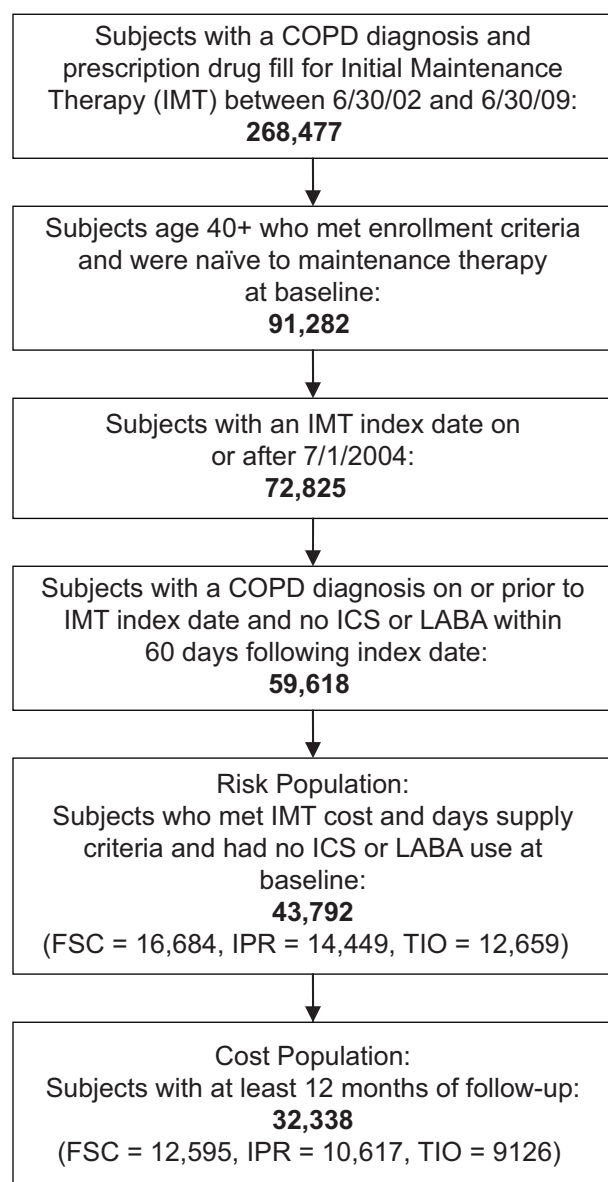 Subjects with a COPD diagnosis and
prescription drug fill for Initial Maintenance
Therapy (IMT) between 6/30/02 and 6/30/09:
268,477
Subjects age 40+ who met enrollment criteria
and were naïve to maintenance therapy
at baseline:
91,282
Subjects with an IMT index date on
or after 7/1/2004:
72,825
Subjects with a COPD diagnosis on or prior to
IMT index date and no ICS or LABA within
60 days following index date:
59,618
Risk Population:
Subjects who met IMT cost and days supply
criteria and had no ICS or LABA use at
baseline:
43,792
(FSC = 16,684, IPR = 14,449, TIO = 12,659)
Cost Population:
Subjects with at least 12 months of follow-up:
32,338
(FSC = 12,595, IPR = 10,617, TIO = 9126)